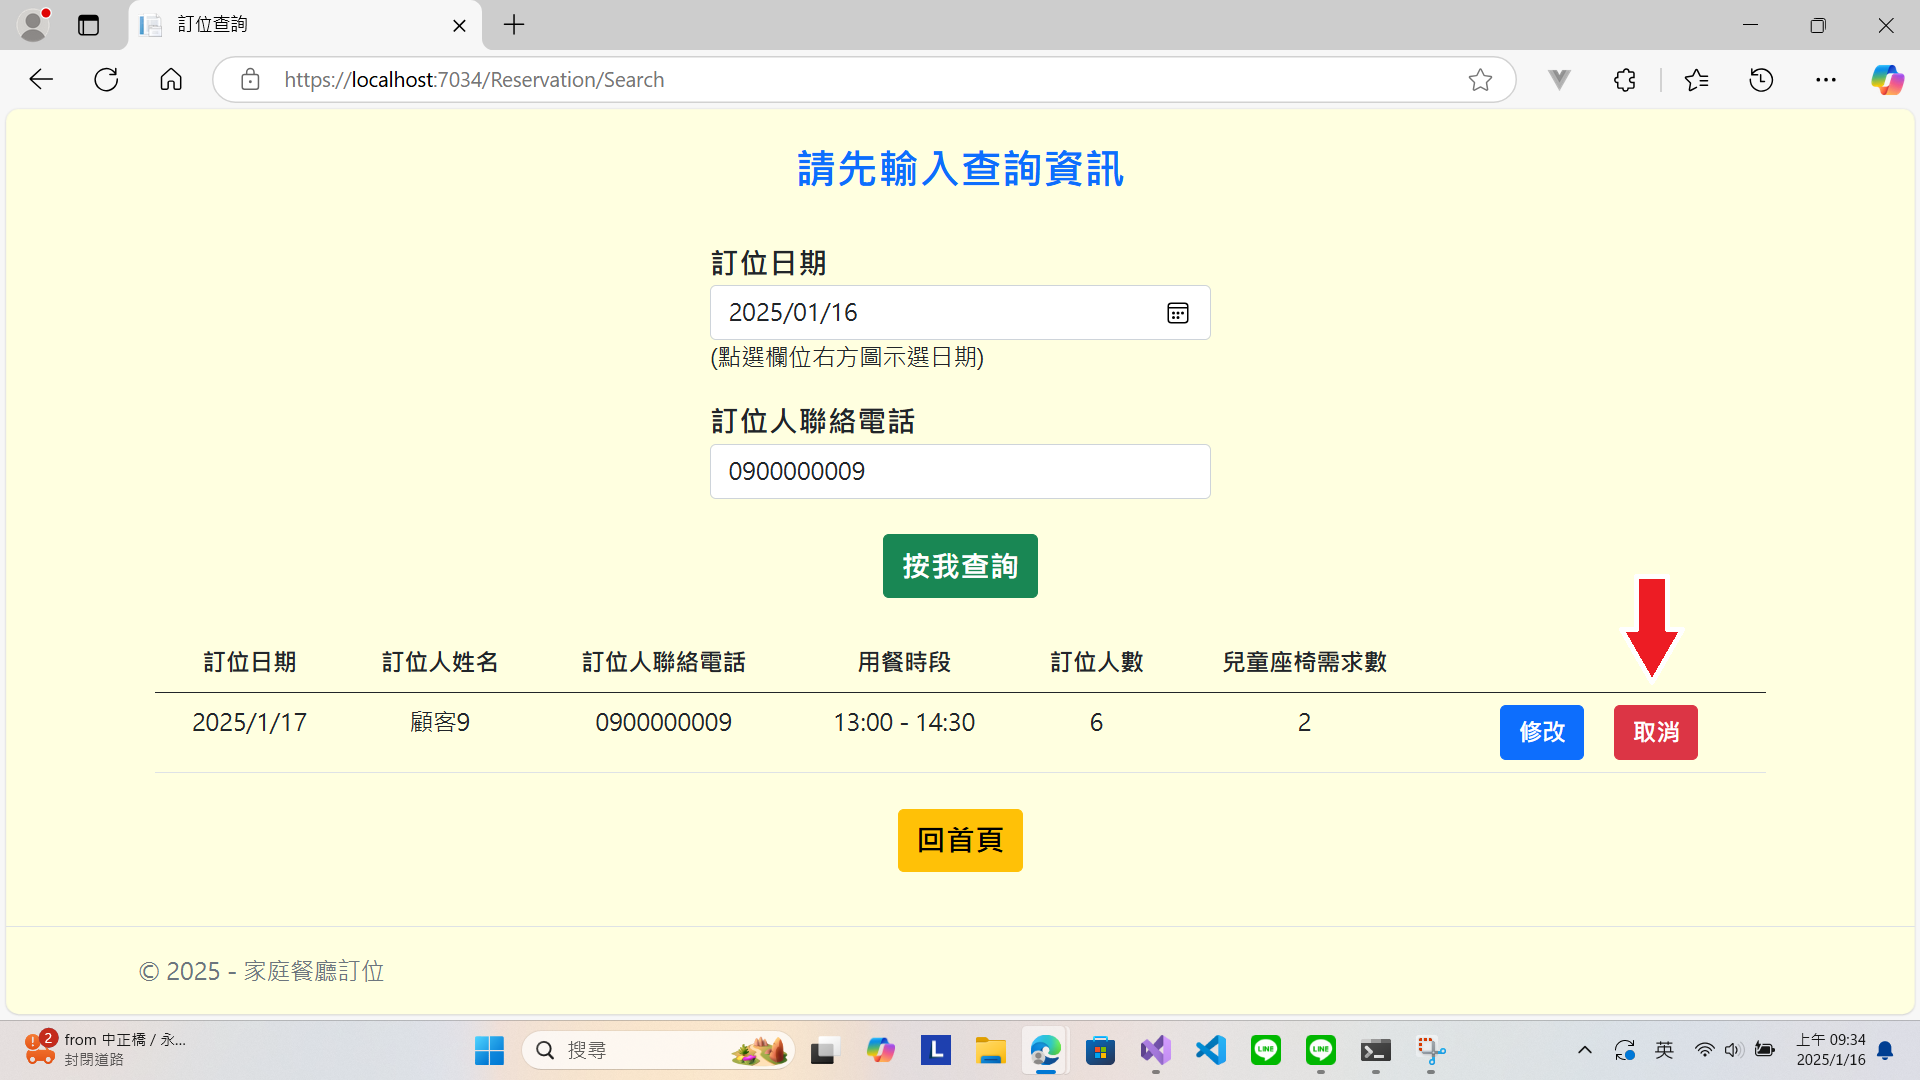 訂位查詢
https://localhost:7034/Reservation/Search
請先輸入查詢資訊
訂位日期
2025/01/16
(點選欄位右方圖示選日期)
訂位人聯絡電話
0900000009
按我查詢
訂位日期 訂位人姓名 訂位人聯絡電話 用餐時段 訂位人數 兒童座椅需求數
2025/1/17 顧客9 0900000009 13:00 - 14:30 6 2 修改 取消
回首頁
© 2025 - 家庭餐廳訂位
2 from 中正橋 / 永...
封閉道路
搜尋
L
LINE
LINE
英
上午 09:34
2025/1/16